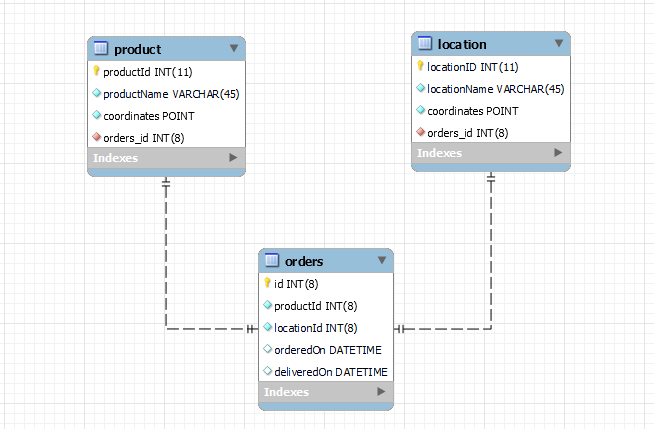 product
productId INT(11)
productName VARCHAR(45)
coordinates POINT
orders_id INT(8)
Indexes
location
locationID INT(11)
locationName VARCHAR(45)
coordinates POINT
orders_id INT(8)
Indexes
orders
id INT(8)
productId INT(8)
locationId INT(8)
orderedOn DATETIME
deliveredOn DATETIME
Indexes